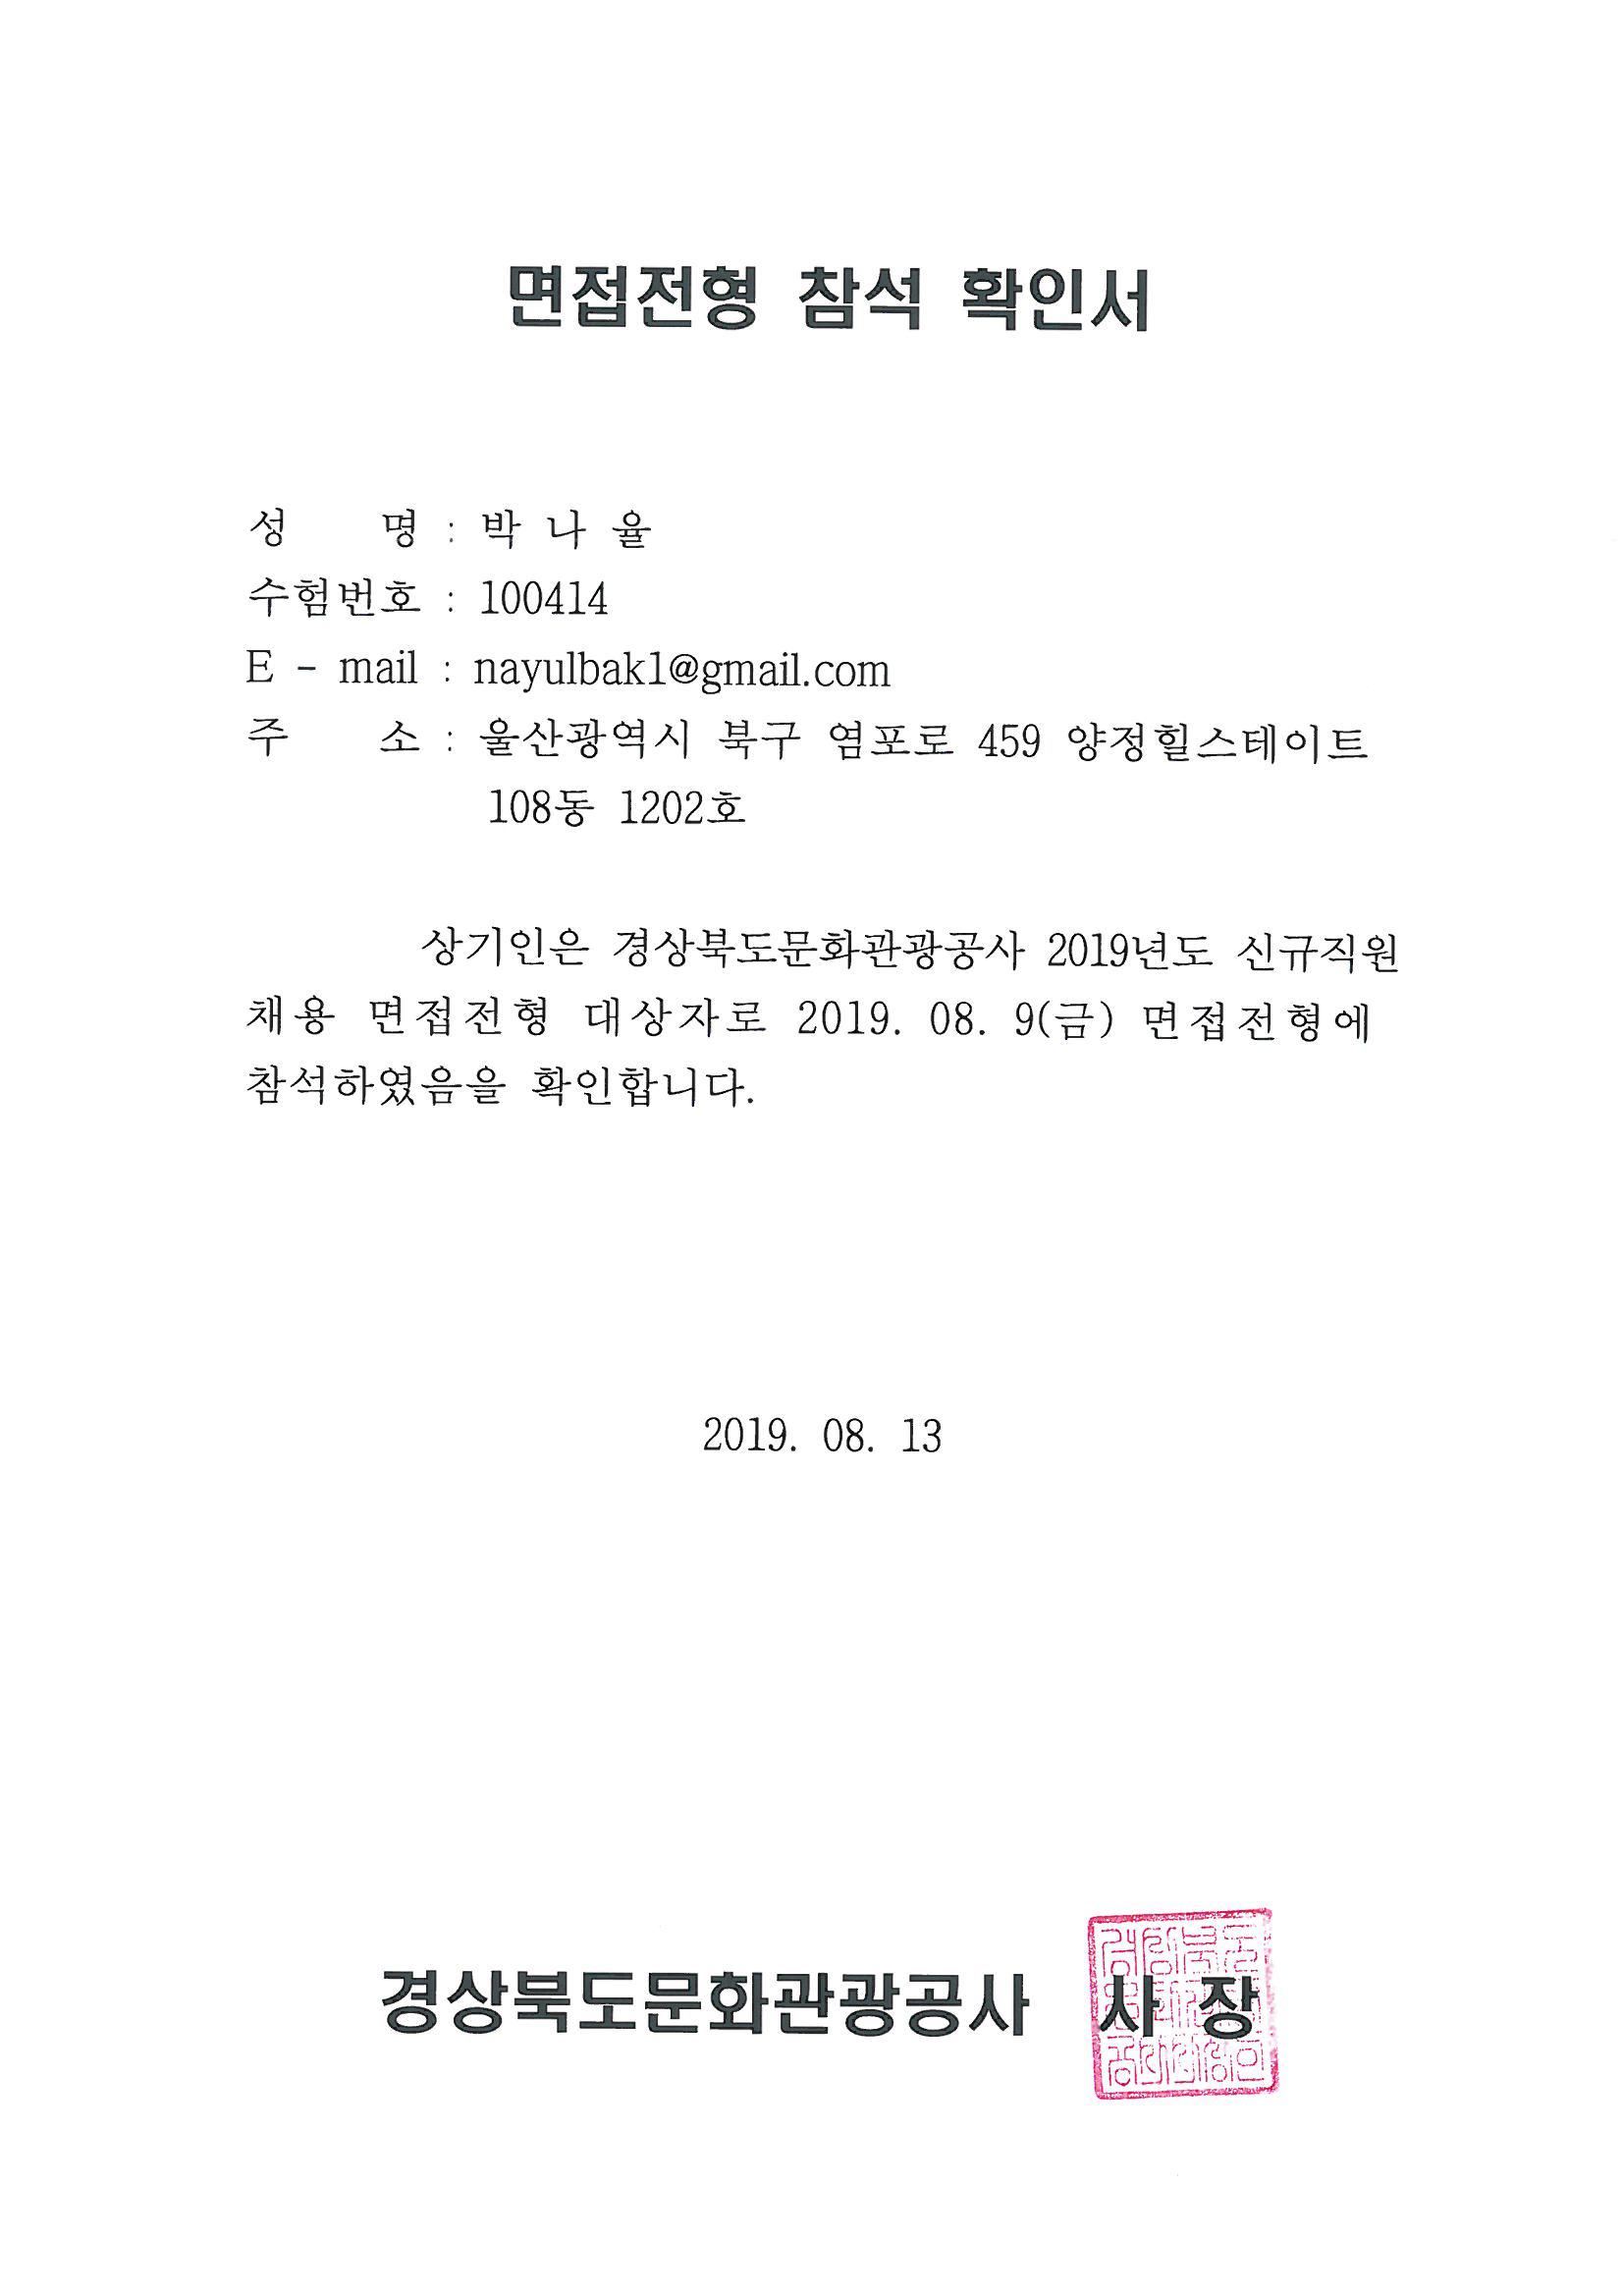 면접전형 참석 확인서
성 명 : 박 나 율
수험번호 : 100414
E - mail : nayulbak1@gmail.com
주 소 : 울산광역시 북구 염포로 459 양정힐스테이트
108동 1202호
상기인은 경상북도문화관광공사 2019년도 신규직원
채용 면접전형 대상자로 2019. 08. 9(금) 면접전형에
참석하였음을 확인합니다.
2019. 08. 13
경상북도문화관광공사 사 장